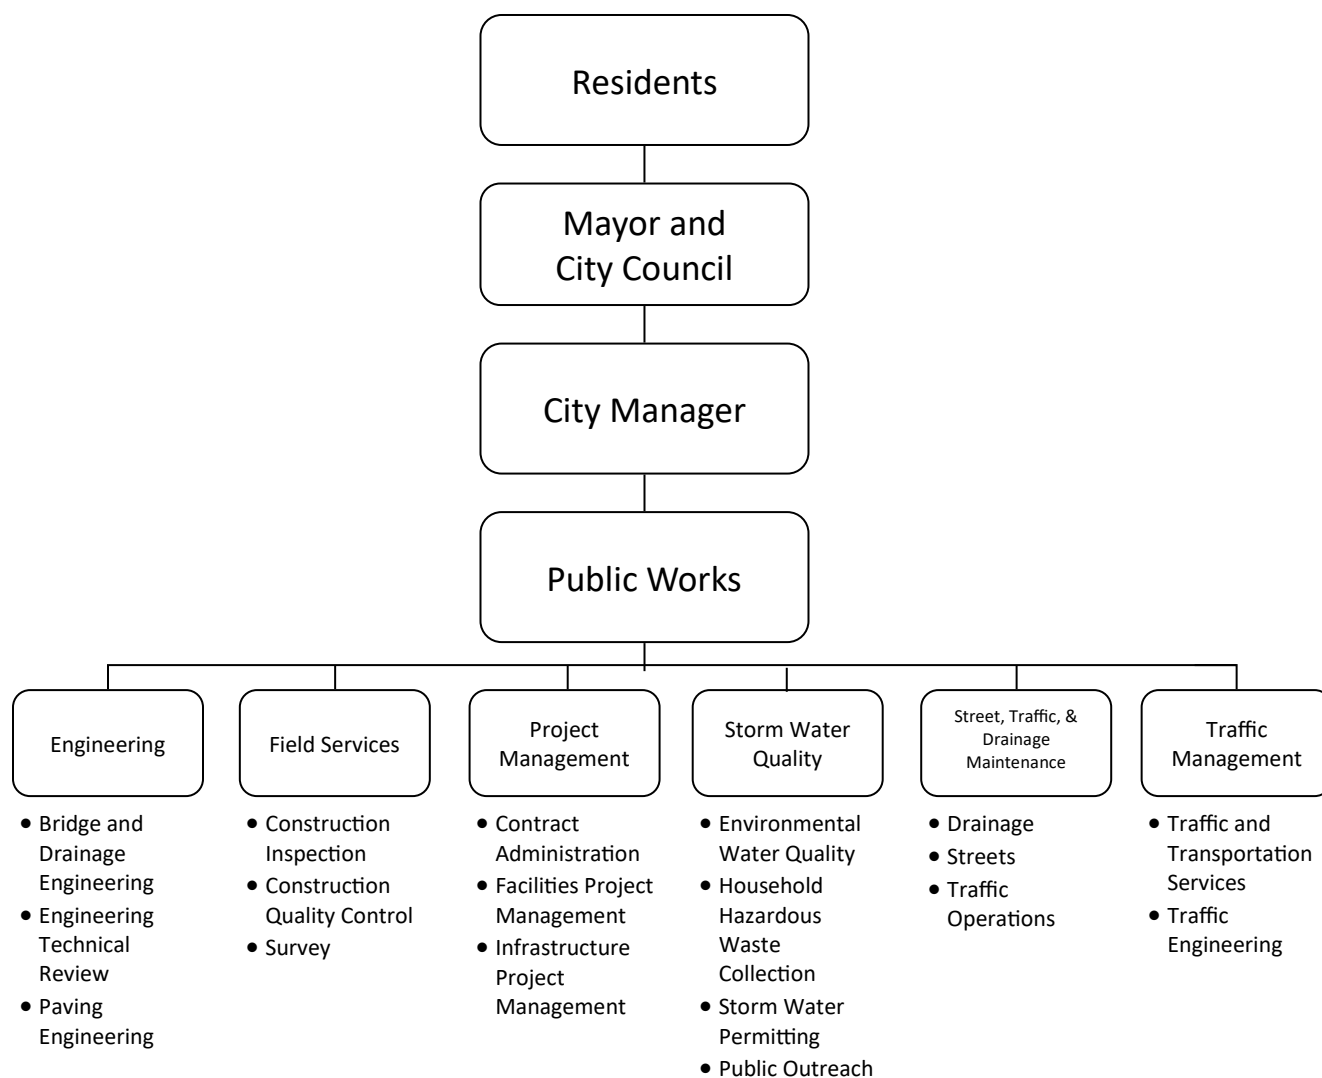 Residents
Mayor and
City Council
City Manager
Public Works
Engineering
• Bridge and
Drainage
Engineering
• Engineering
Technical
Review
• Paving
Engineering
Field Services
• Construction
Inspection
• Construction
Quality Control
• Survey
Project
Management
• Contract
Administration
• Facilities Project
Management
• Infrastructure
Project
Management
Storm Water
Quality
• Environmental
Water Quality
• Household
Hazardous
Waste
Collection
• Storm Water
Permitting
• Public Outreach
Street, Traffic, &
Drainage
Maintenance
• Drainage
• Streets
• Traffic
Operations
Traffic
Management
• Traffic and
Transportation
Services
• Traffic
Engineering